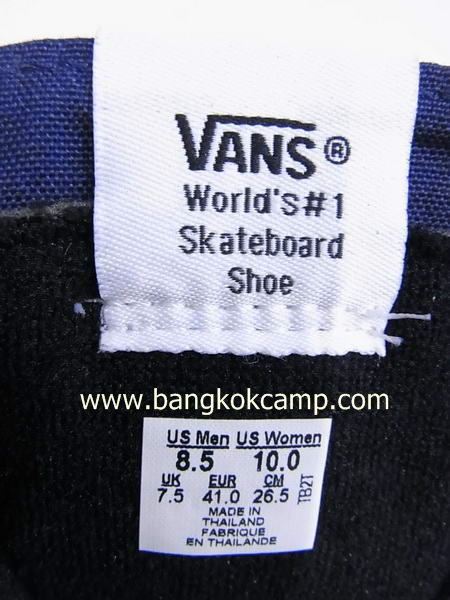 VANS®
World's#1
Skateboard
Shoe
www.bangkokcamp.com
US Men US Women
8.5 10.0
UK EUR CM
7.5 41.0 26.5
TB2T
MADE IN
THAILAND
FABRIQUE
EN THAILANDE